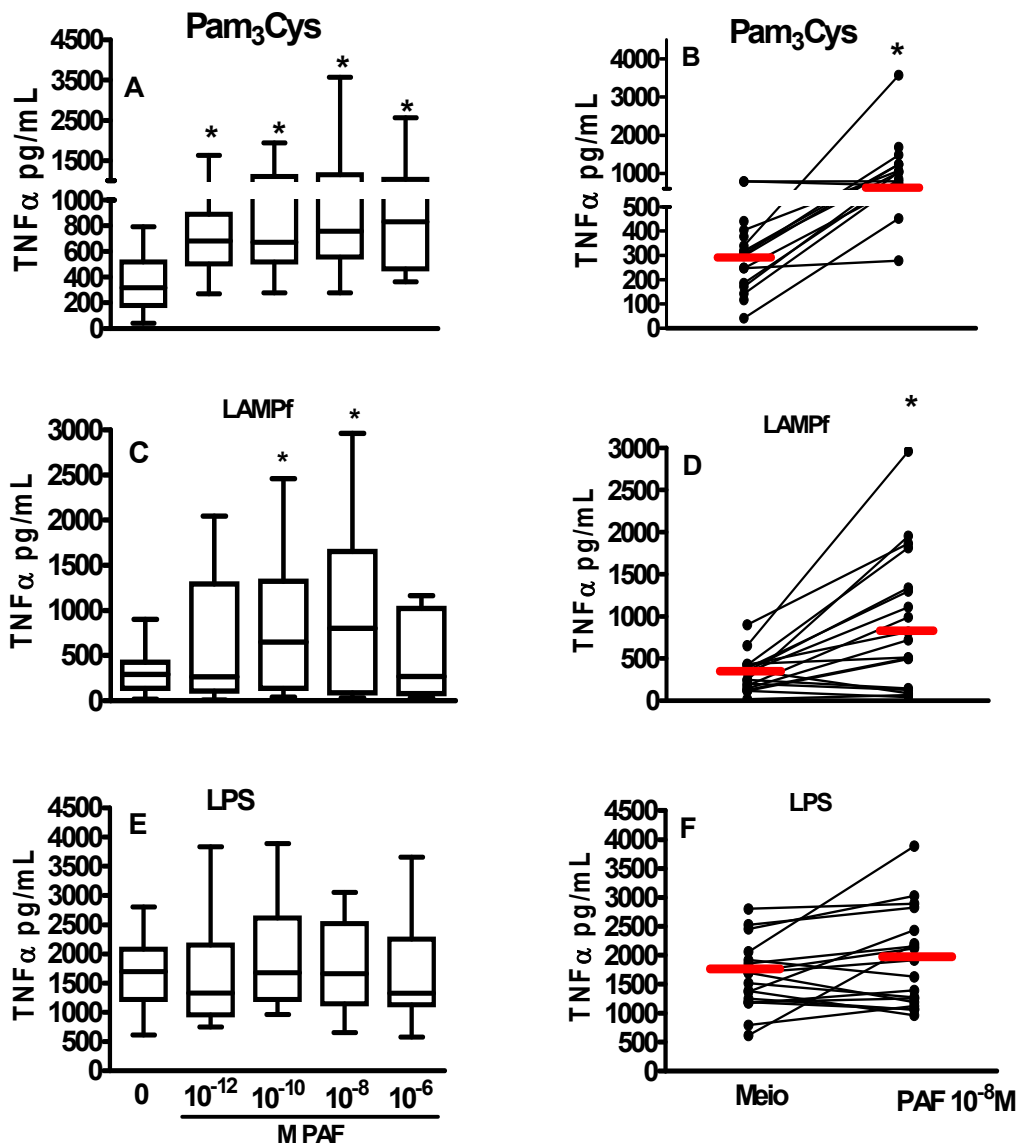 Pam₃Cys
A
TNFα pg/mL
4500
3500
2500
1500
1000
800
600
400
200
0
* * * *
Pam₃Cys
B
TNFα pg/mL
4000
3000
2000
1000
500
400
300
200
100
0
*
LAMPf
C
TNFα pg/mL
3000
2500
2000
1500
1000
500
0
* *
LAMPf
D
TNFα pg/mL
3000
2500
2000
1500
1000
500
0
*
LPS
E
TNFα pg/mL
4500
4000
3500
3000
2500
2000
1500
1000
500
0
0 10⁻¹² 10⁻¹⁰ 10⁻⁸ 10⁻⁶
M PAF
LPS
F
TNFα pg/mL
4500
4000
3500
3000
2500
2000
1500
1000
500
0
Meio PAF 10⁻⁸M